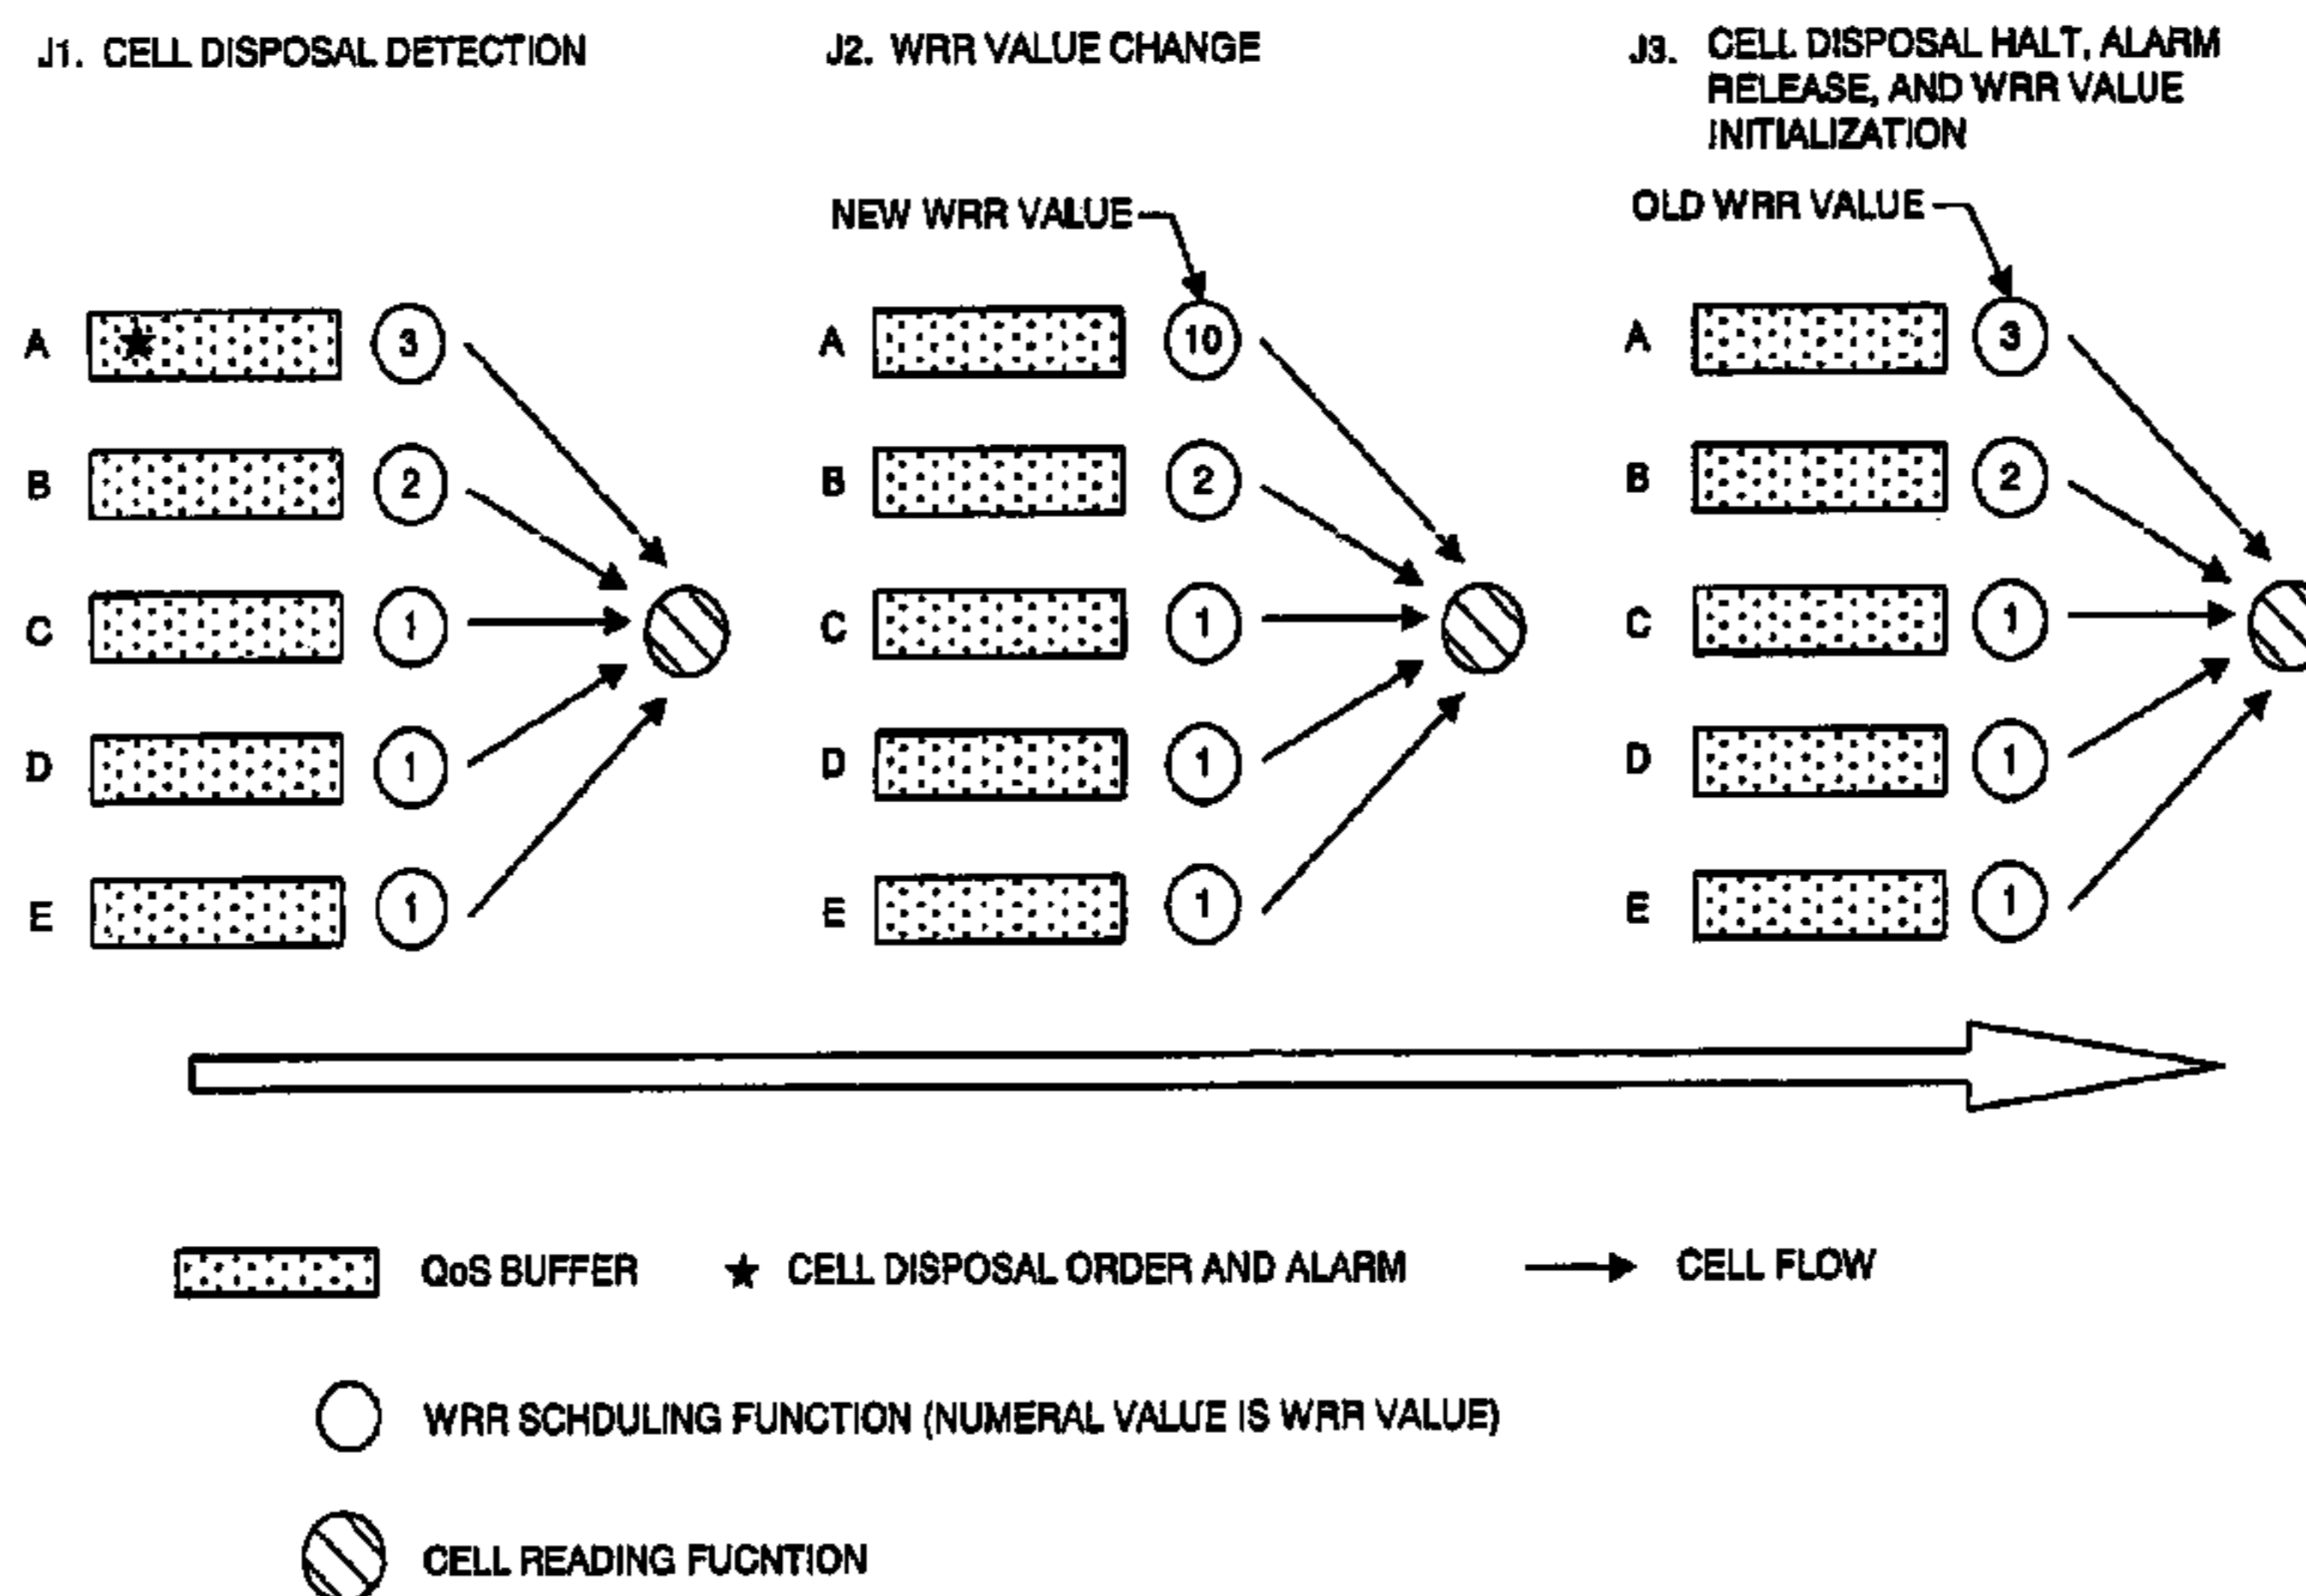 J1. CELL DISPOSAL DETECTION
J2. WRR VALUE CHANGE
J3. CELL DISPOSAL HALT, ALARM
RELEASE, AND WRR VALUE
INITIALIZATION
NEW WRR VALUE
OLD WRR VALUE
A 3 A 10 A 3
B 2 B 2 B 2
C 1 C 1 C 1
D 1 D 1 D 1
E 1 E 1 E 1
QoS BUFFER ★ CELL DISPOSAL ORDER AND ALARM CELL FLOW
WRR SCHDULING FUNCTION (NUMERAL VALUE IS WRR VALUE)
CELL READING FUCNTION